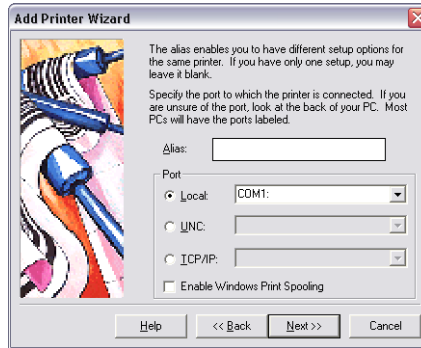 Add Printer Wizard
The alias enables you to have different setup options for
the same printer. If you have only one setup, you may
leave it blank.
Specify the port to which the printer is connected. If you
are unsure of the port, look at the back of your PC. Most
PCs will have the ports labeled.
Alias:
Port
Local: COM1:
UNC:
TCP/IP:
Enable Windows Print Spooling
Help << Back Next >> Cancel